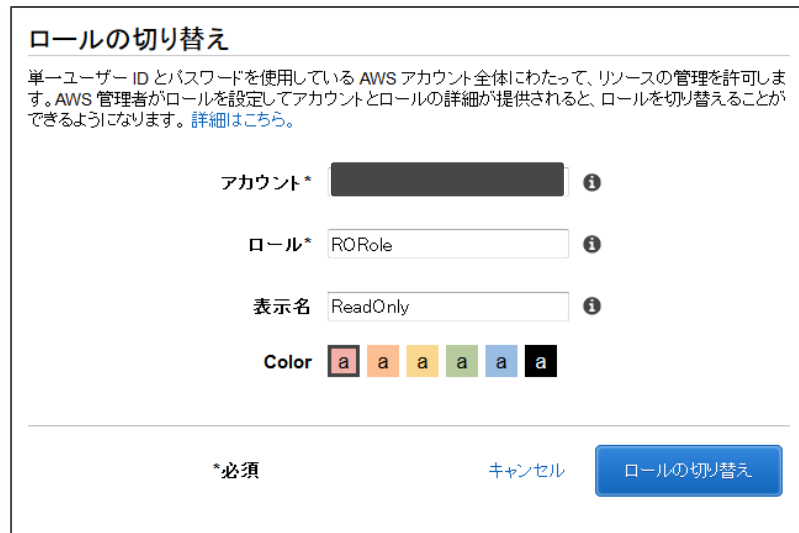 ロールの切り替え
単一ユーザー ID とパスワードを使用している AWS アカウント全体にわたって、リソースの管理を許可しま
す。AWS 管理者がロールを設定してアカウントとロールの詳細が提供されると、ロールを切り替えることが
できるようになります。 詳細はこちら。
アカウント*
ロール* RORole
表示名 ReadOnly
Color a a a a a a
*必須 キャンセル ロールの切り替え